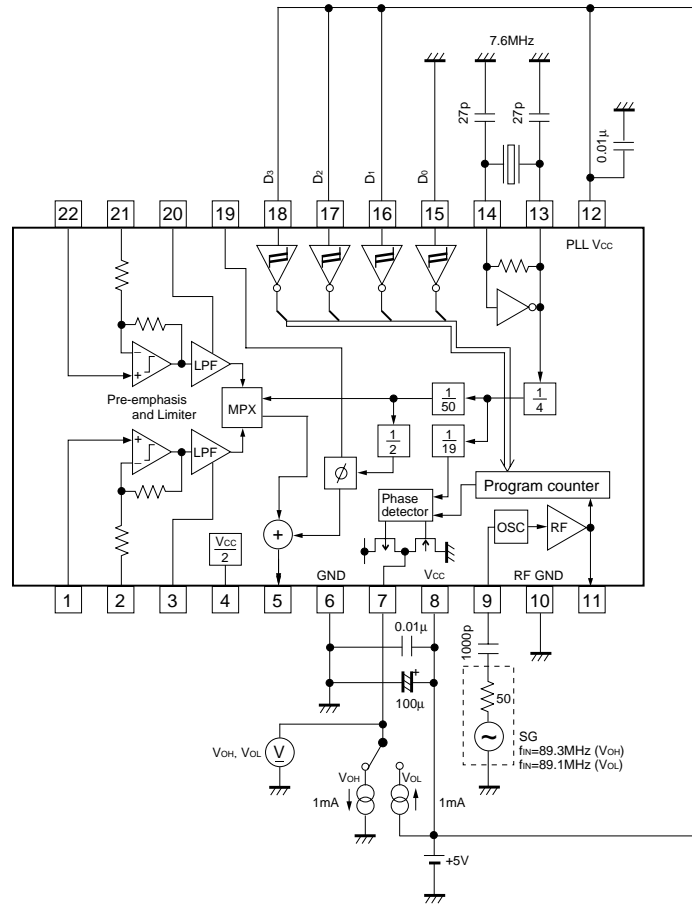 7.6MHz
27p
27p
0.01μ
D3
D2
D1
D0
22
21
20
19
18
17
16
15
14
13
12
PLL VCC
−
+
LPF
Pre-emphasis
and Limiter
MPX
1/50
1/4
+
−
LPF
1/2
1/19
ϕ
Phase
detector
Program counter
VCC/2
+
OSC
RF
GND
VCC
RF GND
1
2
3
4
5
6
7
8
9
10
11
0.01μ
1000p
+
100μ
50
~
SG
fIN=89.3MHz (VOH)
fIN=89.1MHz (VOL)
VOH, VOL
V
VOH
VOL
1mA
1mA
+5V